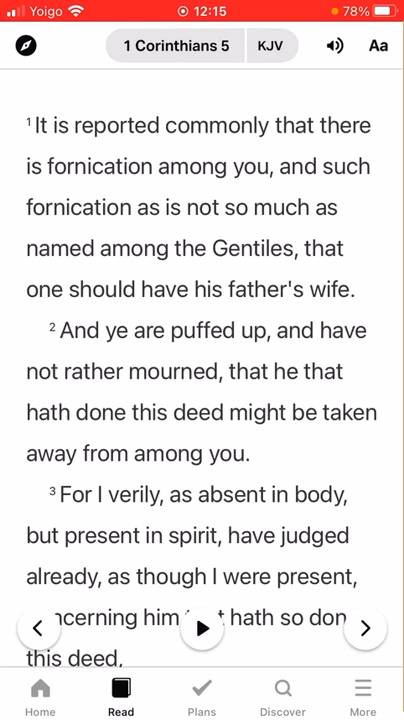 Yoigo 12:15 78%
1 Corinthians 5 KJV Aa
1 It is reported commonly that there
is fornication among you, and such
fornication as is not so much as
named among the Gentiles, that
one should have his father's wife.
2 And ye are puffed up, and have
not rather mourned, that he that
hath done this deed might be taken
away from among you.
3 For I verily, as absent in body,
but present in spirit, have judged
already, as though I were present,
him hath so
this deed,
Home Read Plans Discover More